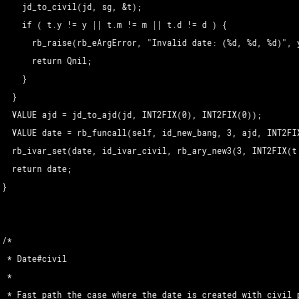 jd_to_civil(jd, sg, &t);
if ( t.y != y || t.m != m || t.d != d ) {
rb_raise(rb_eArgError, "Invalid date: (%d, %d, %d)", y
return Qnil;
}
}
VALUE ajd = jd_to_ajd(jd, INT2FIX(0), INT2FIX(0));
VALUE date = rb_funcall(self, id_new_bang, 3, ajd, INT2FI
rb_ivar_set(date, id_ivar_civil, rb_ary_new3(3, INT2FIX(t
return date;
}
/*
* Date#civil
*
* Fast path the case where the date is created with civil